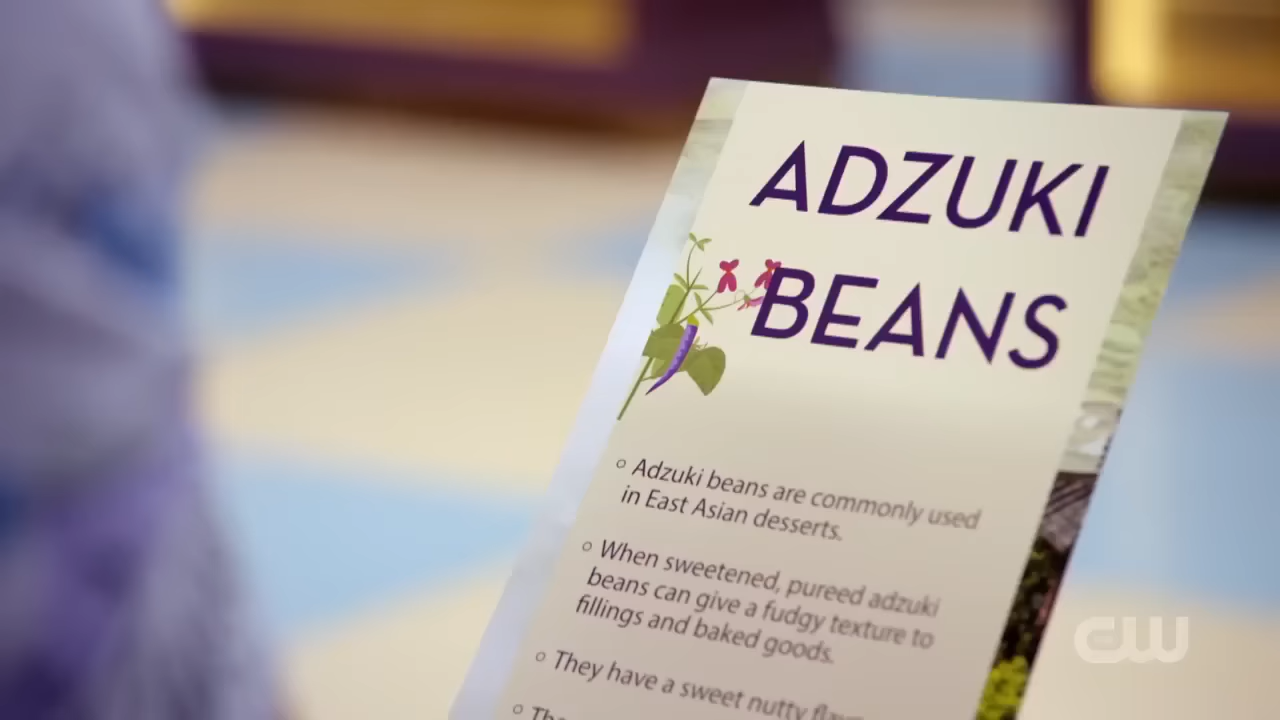 ADZUKI
BEANS
Adzuki beans are commonly used
in East Asian desserts.
When sweetened, pureed adzuki
beans can give a fudgy texture to
fillings and baked goods.
They have a sweet nutty
CW